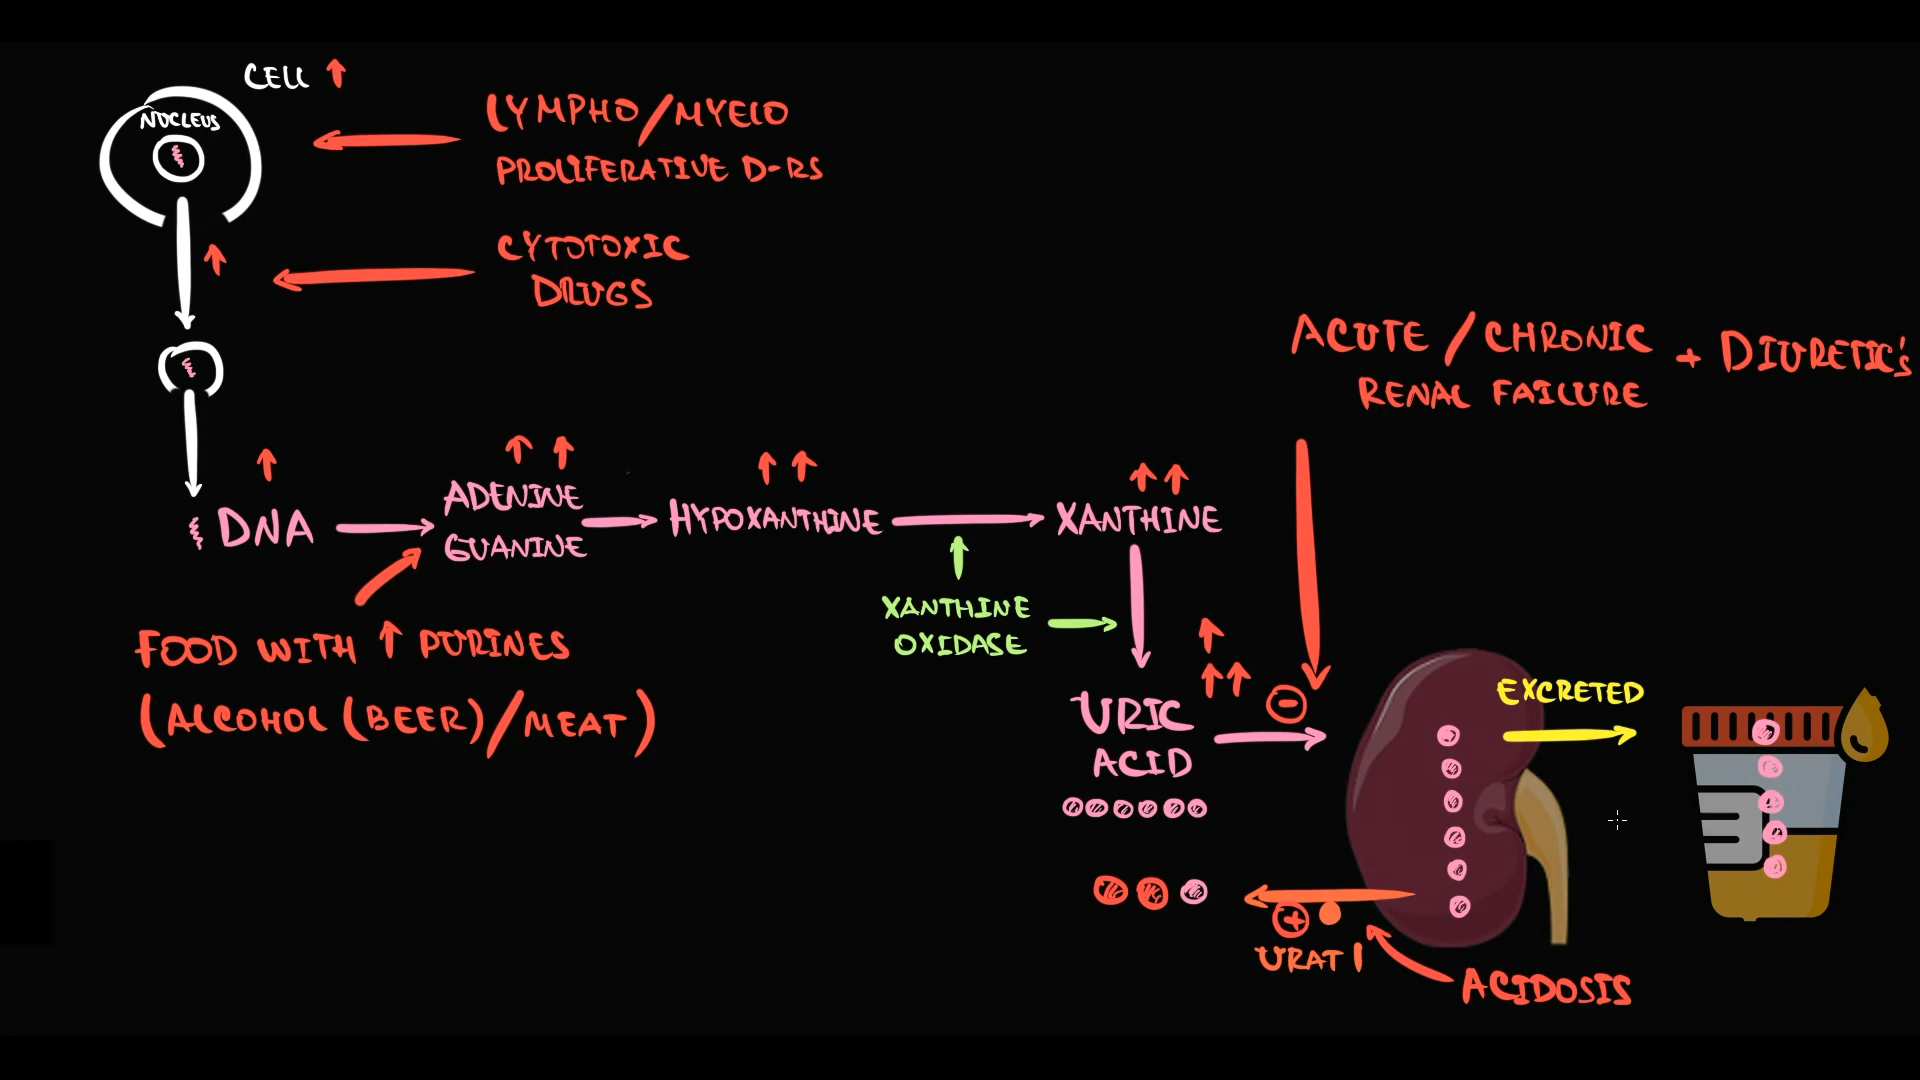 CELL ↑
NUCLEUS
LYMPHO/MYELO
PROLIFERATIVE D-RS
↑
CYTOTOXIC
DRUGS
ACUTE/CHRONIC + DIURETIC'S
RENAL FAILURE
↑ ↑ ↑ ↑ ↑ ↑ ↑
DNA
ADENINE
GUANINE
HYPOXANTHINE
XANTHINE
XANTHINE
OXIDASE
FOOD WITH ↑ PURINES
(ALCOHOL (BEER)/MEAT)
↑
↑↑
URIC
ACID
-
EXCRETED
+
URAT 1
ACIDOSIS